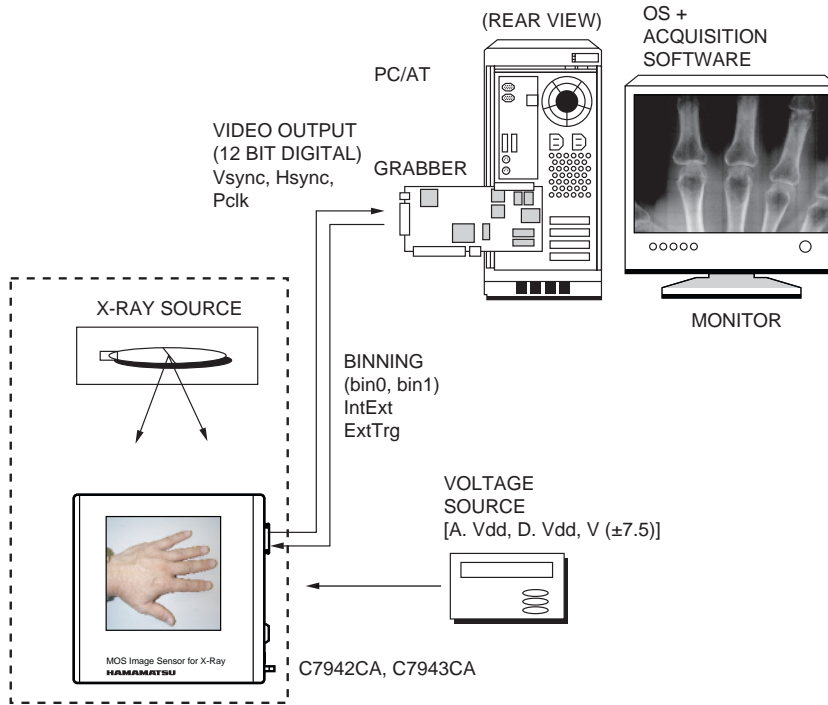 (REAR VIEW)
OS +
ACQUISITION
SOFTWARE
PC/AT
VIDEO OUTPUT
(12 BIT DIGITAL)
Vsync, Hsync,
Pclk
GRABBER
X-RAY SOURCE
MONITOR
BINNING
(bin0, bin1)
IntExt
ExtTrg
VOLTAGE
SOURCE
[A. Vdd, D. Vdd, V (±7.5)]
MOS Image Sensor for X-Ray
HAMAMATSU
C7942CA, C7943CA